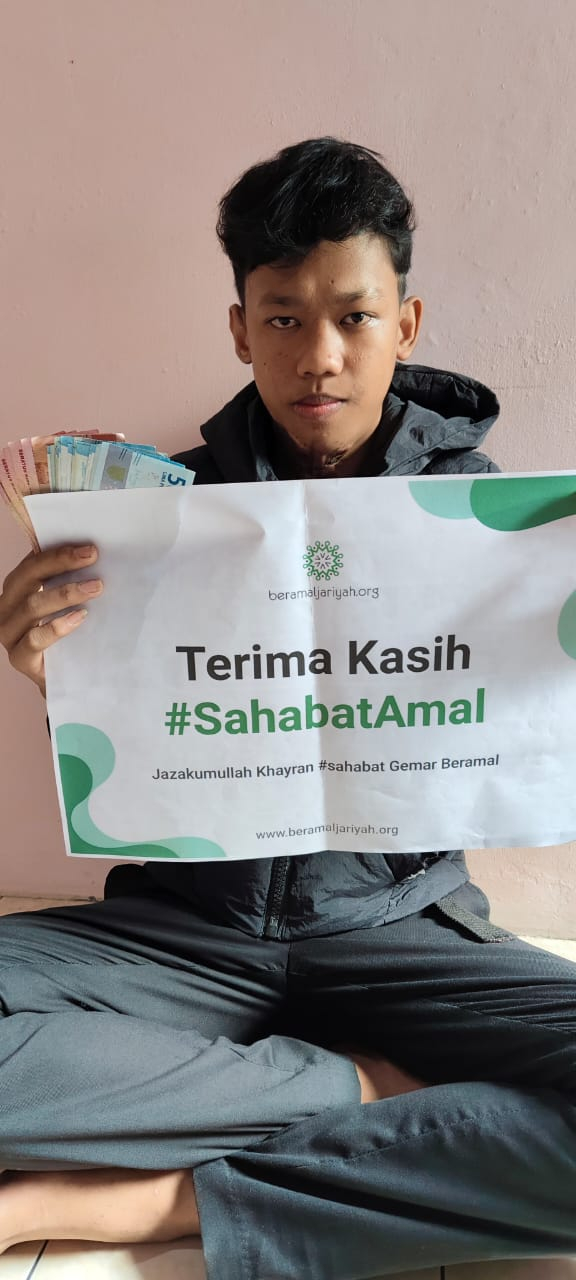 beramaljariyah.org
Terima Kasih
#SahabatAmal
Jazakumullah Khayran #sahabat Gemar Beramal
www.beramaljariyah.org